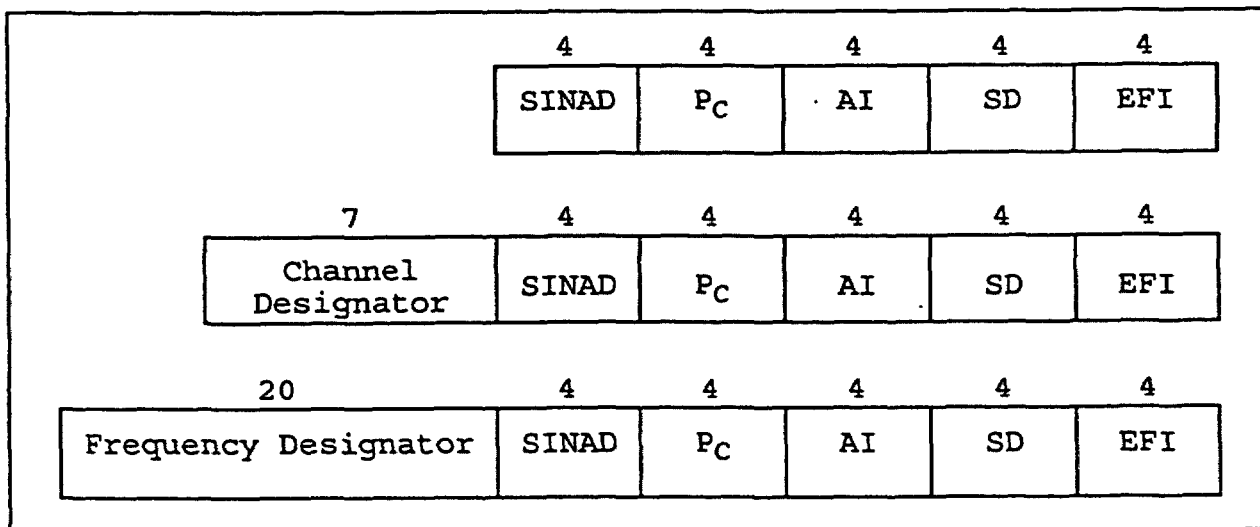 4 4 4 4 4
SINAD P_C AI SD EFI
7 4 4 4 4 4
Channel
Designator SINAD P_C AI SD EFI
20 4 4 4 4 4
Frequency Designator SINAD P_C AI SD EFI